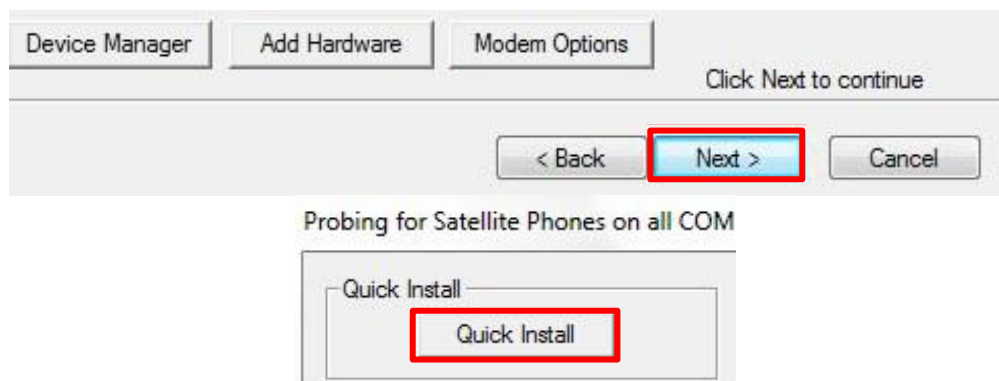 Device Manager Add Hardware Modem Options
Click Next to continue
< Back Next > Cancel
Probing for Satellite Phones on all COM
Quick Install
Quick Install